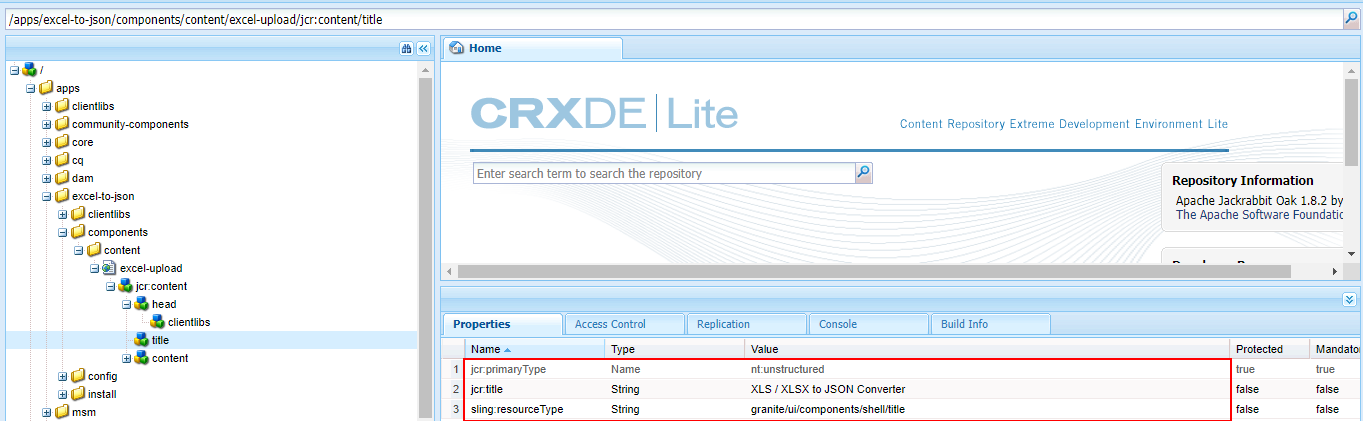 /apps/excel-to-json/components/content/excel-upload/jcr:content/title
/
apps
clientlibs
community-components
core
cq
dam
excel-to-json
clientlibs
components
content
excel-upload
jcr:content
head
clientlibs
title
content
config
install
msm
Home
CRXDE | Lite
Content Repository Extreme Development Environment Lite
Enter search term to search the repository
Repository Information
Apache Jackrabbit Oak 1.8.2 by
The Apache Software Foundatio
Properties Access Control Replication Console Build Info
Name Type Value Protected Mandator
1 jcr:primaryType Name nt:unstructured true true
2 jcr:title String XLS / XLSX to JSON Converter false false
3 sling:resourceType String granite/ui/components/shell/title false false